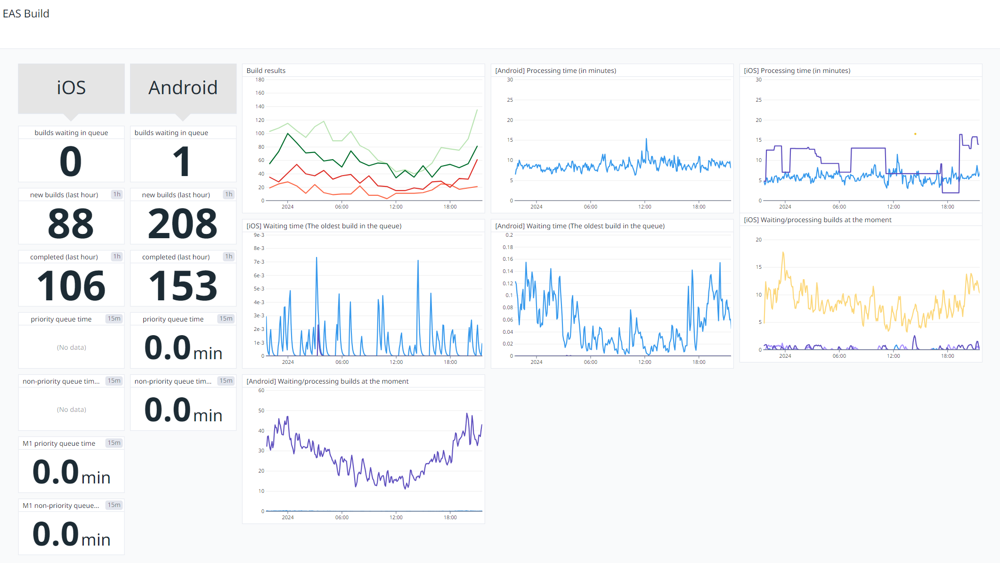 EAS Build
iOS
Android
builds waiting in queue
0
builds waiting in queue
1
new builds (last hour)
1h
88
new builds (last hour)
1h
208
completed (last hour)
1h
106
completed (last hour)
1h
153
priority queue time
15m
(No data)
priority queue time
15m
0.0 min
non-priority queue tim...
15m
(No data)
non-priority queue tim...
15m
0.0 min
M1 priority queue time
15m
0.0 min
M1 non-priority queue...
15m
0.0 min
Build results
180
160
140
120
100
80
60
40
20
0
2024 06:00 12:00 18:00
[Android] Processing time (in minutes)
30
25
20
15
10
5
0
2024 06:00 12:00 18:00
[iOS] Processing time (in minutes)
30
25
20
15
10
5
0
2024 06:00 12:00 18:00
[iOS] Waiting time (The oldest build in the queue)
9e-3
8e-3
7e-3
6e-3
5e-3
4e-3
3e-3
2e-3
1e-3
0
2024 06:00 12:00 18:00
[Android] Waiting time (The oldest build in the queue)
0.2
0.18
0.16
0.14
0.12
0.1
0.08
0.06
0.04
0.02
0
2024 06:00 12:00 18:00
[iOS] Waiting/processing builds at the moment
20
15
10
5
0
2024 06:00 12:00 18:00
[Android] Waiting/processing builds at the moment
60
50
40
30
20
10
0
2024 06:00 12:00 18:00